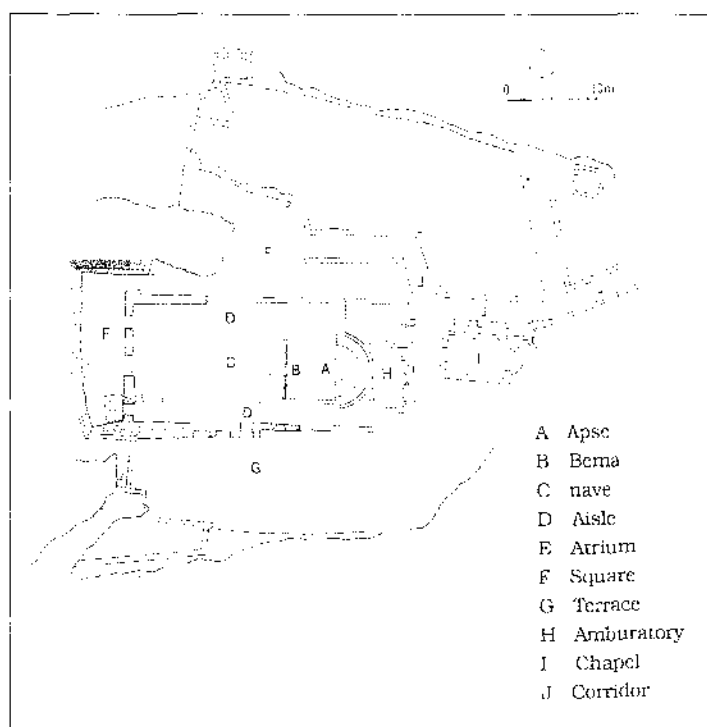 0 10m
F
D
F
C
B A H I
D
G
A Apse
B Bema
C nave
D Aisle
E Atrium
F Square
G Terrace
H Amburatory
I Chapel
J Corridor